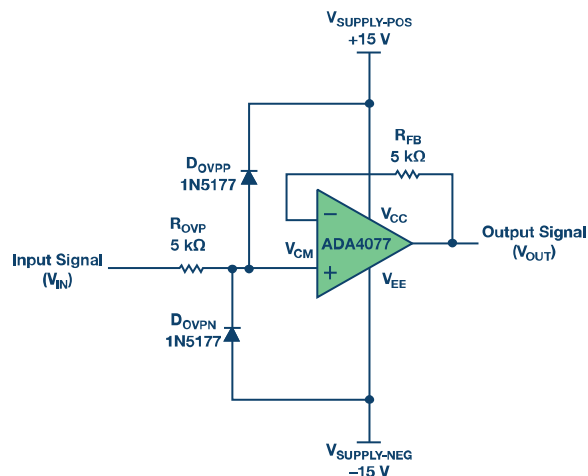 VSUPPLY-POS
+15 V
RFB
5 kΩ
DOVPP
1N5177
ROVP
5 kΩ
–
VCC
ADA4077
Output Signal
(VOUT)
Input Signal
(VIN)
VCM
+
VEE
DOVPN
1N5177
VSUPPLY-NEG
–15 V